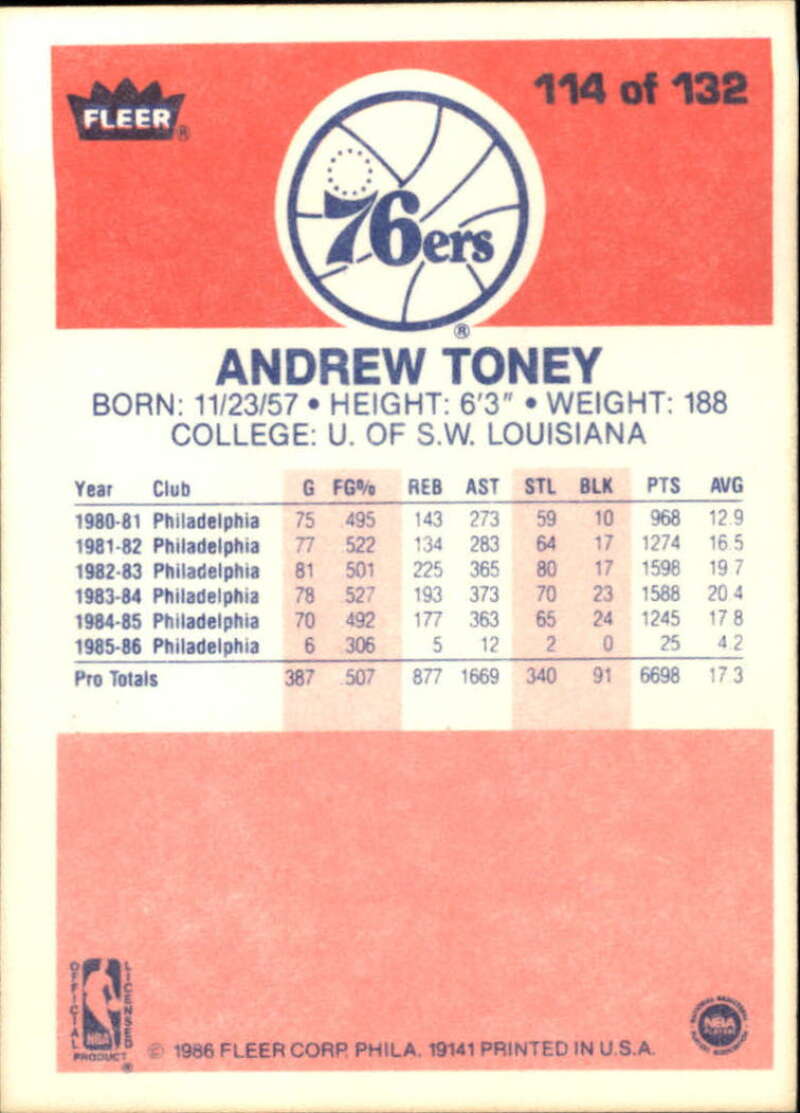 FLEER®
114 of 132
76ers
®
ANDREW TONEY
BORN: 11/23/57 • HEIGHT: 6'3" • WEIGHT: 188
COLLEGE: U. OF S.W. LOUISIANA
Year Club G FG% REB AST STL BLK PTS AVG
1980-81 Philadelphia 75 .495 143 273 59 10 968 12.9
1981-82 Philadelphia 77 .522 134 283 64 17 1274 16.5
1982-83 Philadelphia 81 .501 225 365 80 17 1598 19.7
1983-84 Philadelphia 78 .527 193 373 70 23 1588 20.4
1984-85 Philadelphia 70 .492 177 363 65 24 1245 17.8
1985-86 Philadelphia 6 .306 5 12 2 0 25 4.2
Pro Totals 387 .507 877 1669 340 91 6698 17.3
OFFICIAL
LICENSED
NBA
PRODUCT
®
NATIONAL BASKETBALL
NBA
PLAYERS
© 1986 FLEER CORP. PHILA. 19141 PRINTED IN U.S.A.